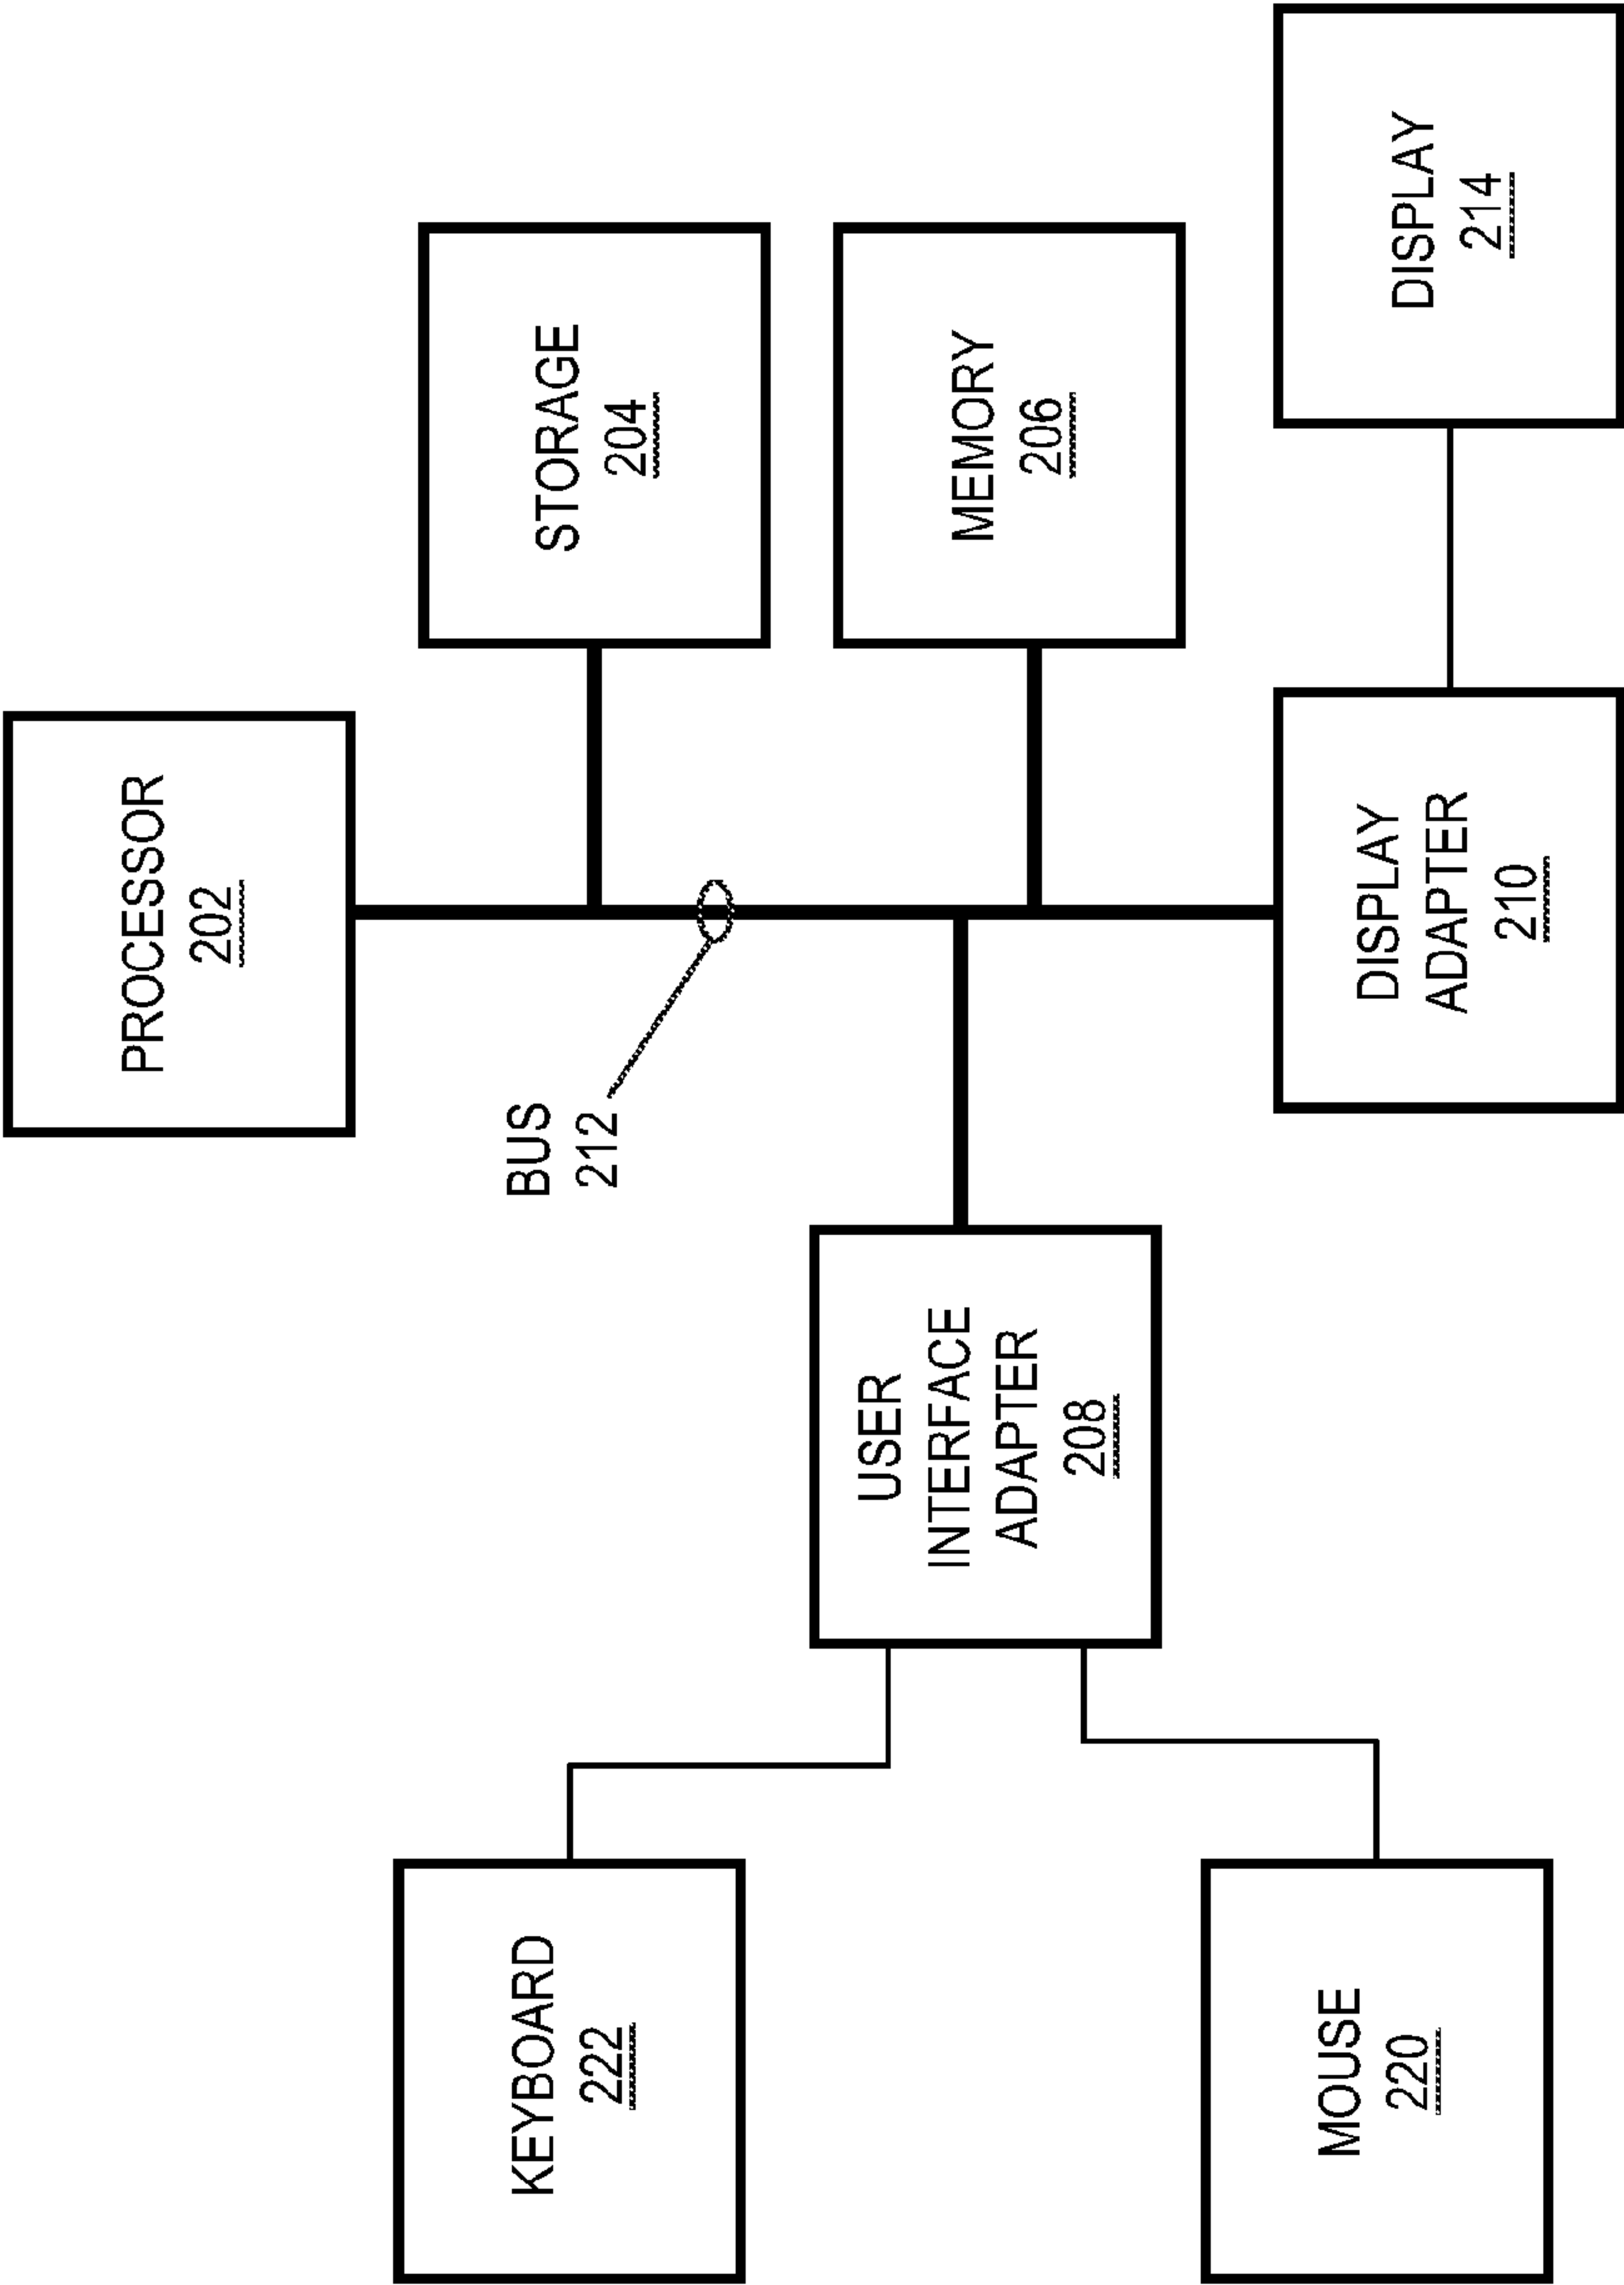 PROCESSOR
202
STORAGE
204
BUS
212
MEMORY
206
USER
INTERFACE
ADAPTER
208
KEYBOARD
222
MOUSE
220
DISPLAY
ADAPTER
210
DISPLAY
214